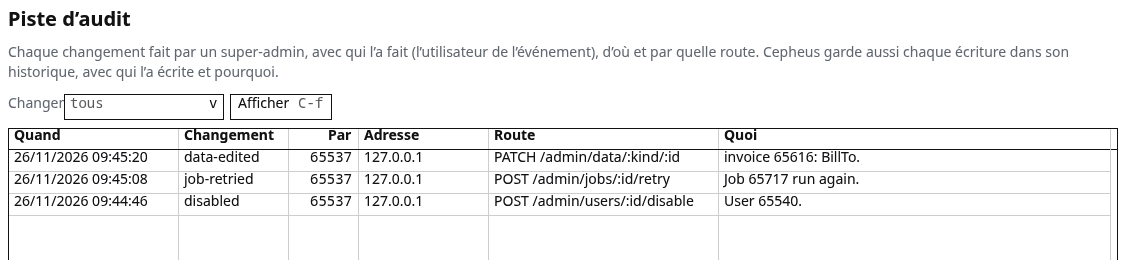 Piste d’audit
Chaque changement fait par un super-admin, avec qui l’a fait (l’utilisateur de l’événement), d’où et par quelle route. Cepheus garde aussi chaque écriture dans son
historique, avec qui l’a écrite et pourquoi.
Changer tous v Afficher C-f
Quand Changement Par Adresse Route Quoi
26/11/2026 09:45:20 data-edited 65537 127.0.0.1 PATCH /admin/data/:kind/:id invoice 65616: BillTo.
26/11/2026 09:45:08 job-retried 65537 127.0.0.1 POST /admin/jobs/:id/retry Job 65717 run again.
26/11/2026 09:44:46 disabled 65537 127.0.0.1 POST /admin/users/:id/disable User 65540.